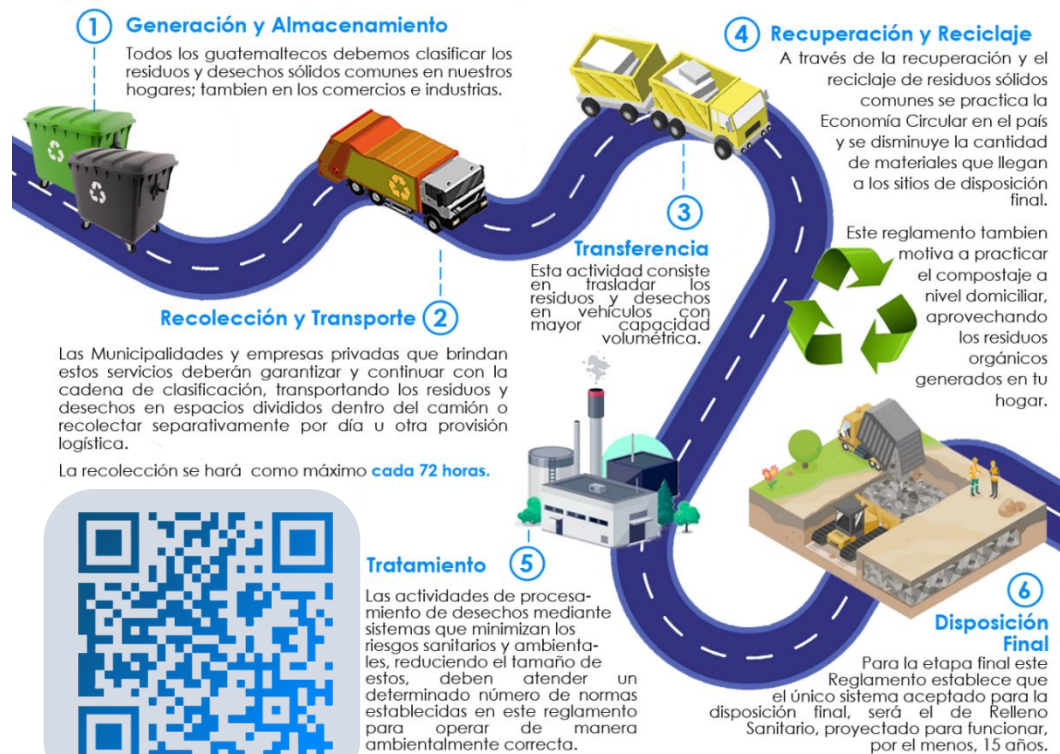 1 Generación y Almacenamiento
Todos los guatemaltecos debemos clasificar los
residuos y desechos sólidos comunes en nuestros
hogares; tambien en los comercios e industrias.
Recolección y Transporte 2
Las Municipalidades y empresas privadas que brindan
estos servicios deberán garantizar y continuar con la
cadena de clasificación, transportando los residuos y
desechos en espacios divididos dentro del camión o
recolectar separativamente por día u otra provisión
logística.
La recolección se hará como máximo cada 72 horas.
3
Transferencia
Esta actividad consiste
en trasladar los
residuos y desechos
en vehículos con
mayor capacidad
volumétrica.
4 Recuperación y Reciclaje
A través de la recuperación y el
reciclaje de residuos sólidos
comunes se practica la
Economía Circular en el país
y se disminuye la cantidad
de materiales que llegan
a los sitios de disposición
final.
Este reglamento tambien
motiva a practicar
el compostaje a
nivel domiciliar,
aprovechando
los residuos
orgánicos
generados en tu
hogar.
Tratamiento 5
Las actividades de procesa-
miento de desechos mediante
sistemas que minimizan los
riesgos sanitarios y ambienta-
les, reduciendo el tamaño de
estos, deben atender un
determinado número de normas
establecidas en este reglamento
para operar de manera
ambientalmente correcta.
6
Disposición
Final
Para la etapa final este
Reglamento establece que
el único sistema aceptado para la
disposición final, será el de Relleno
Sanitario, proyectado para funcionar,
por el menos, 15 años.